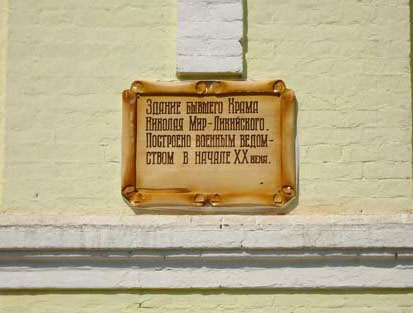 Здание бывшего Храма
Николая Мир-Ликийского.
Построено военным ведом-
ством в начале XX века.